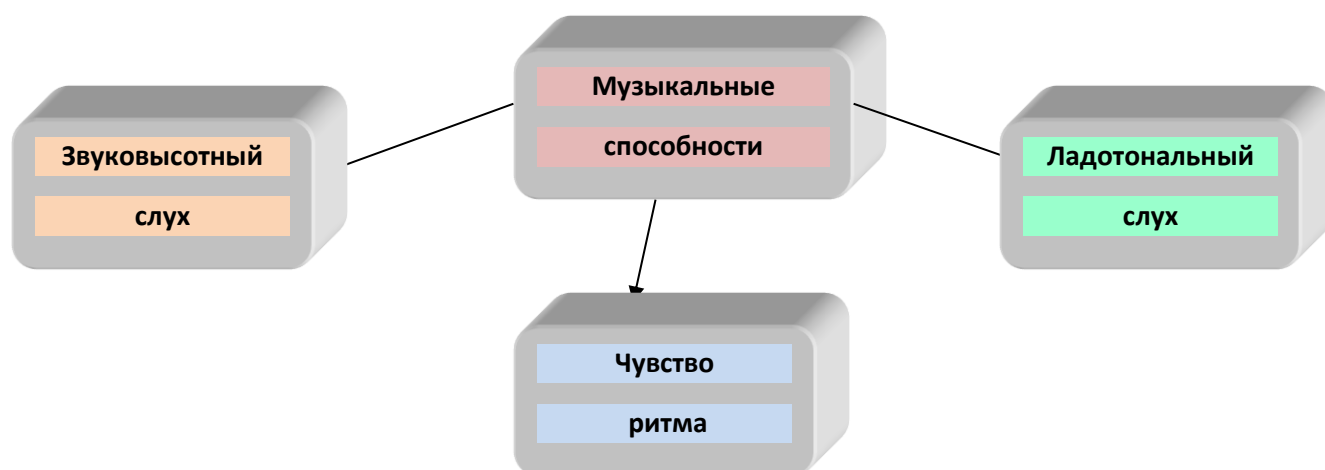 Музыкальные
способности
Звуковысотный
слух
Ладотональный
слух
Чувство
ритма